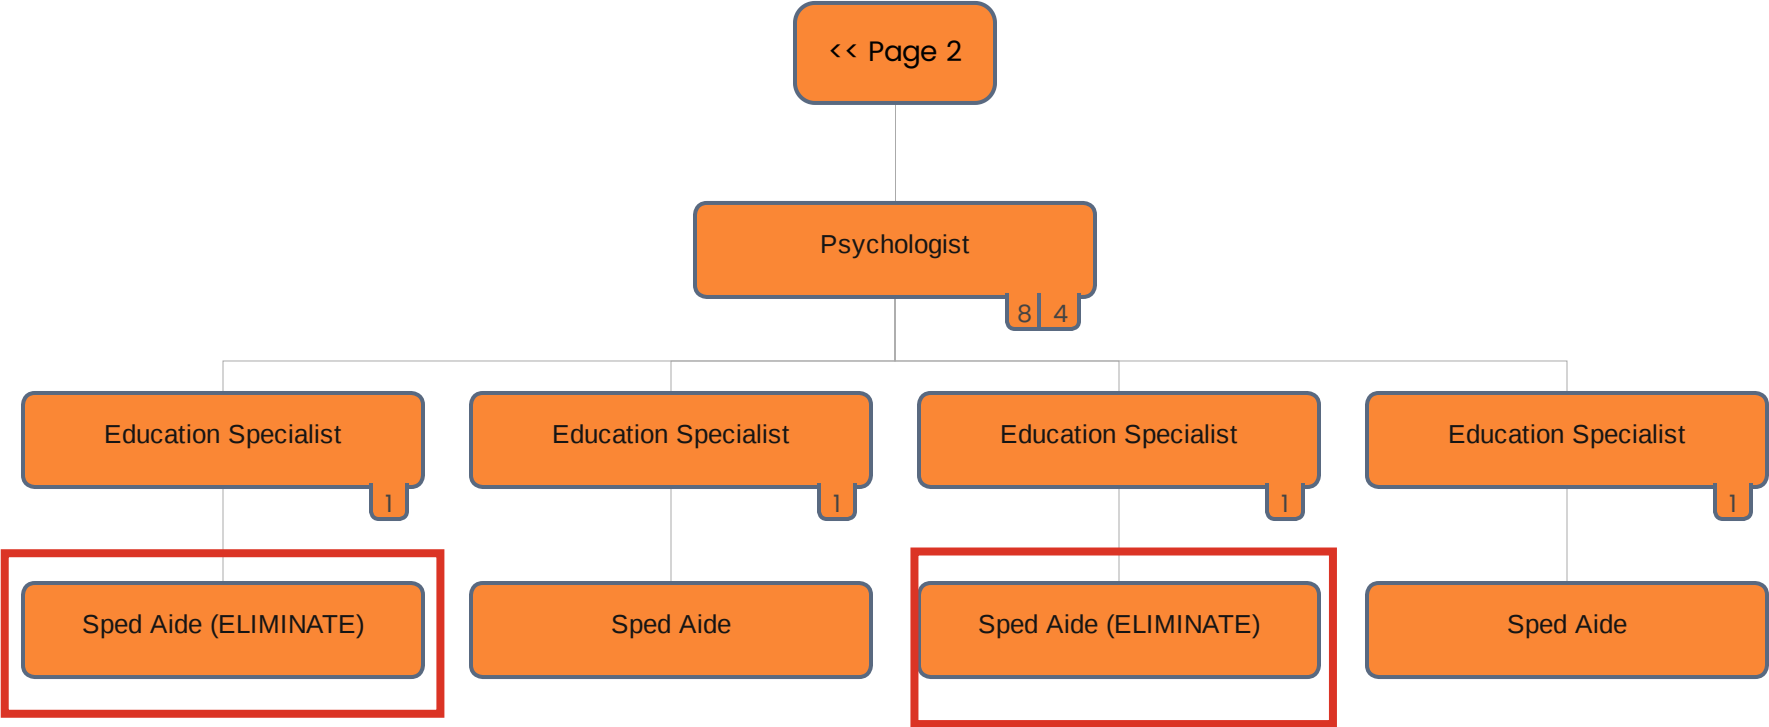 << Page 2
Psychologist
8 4
Education Specialist
Education Specialist
Education Specialist
Education Specialist
1
1
1
1
Sped Aide (ELIMINATE)
Sped Aide
Sped Aide (ELIMINATE)
Sped Aide